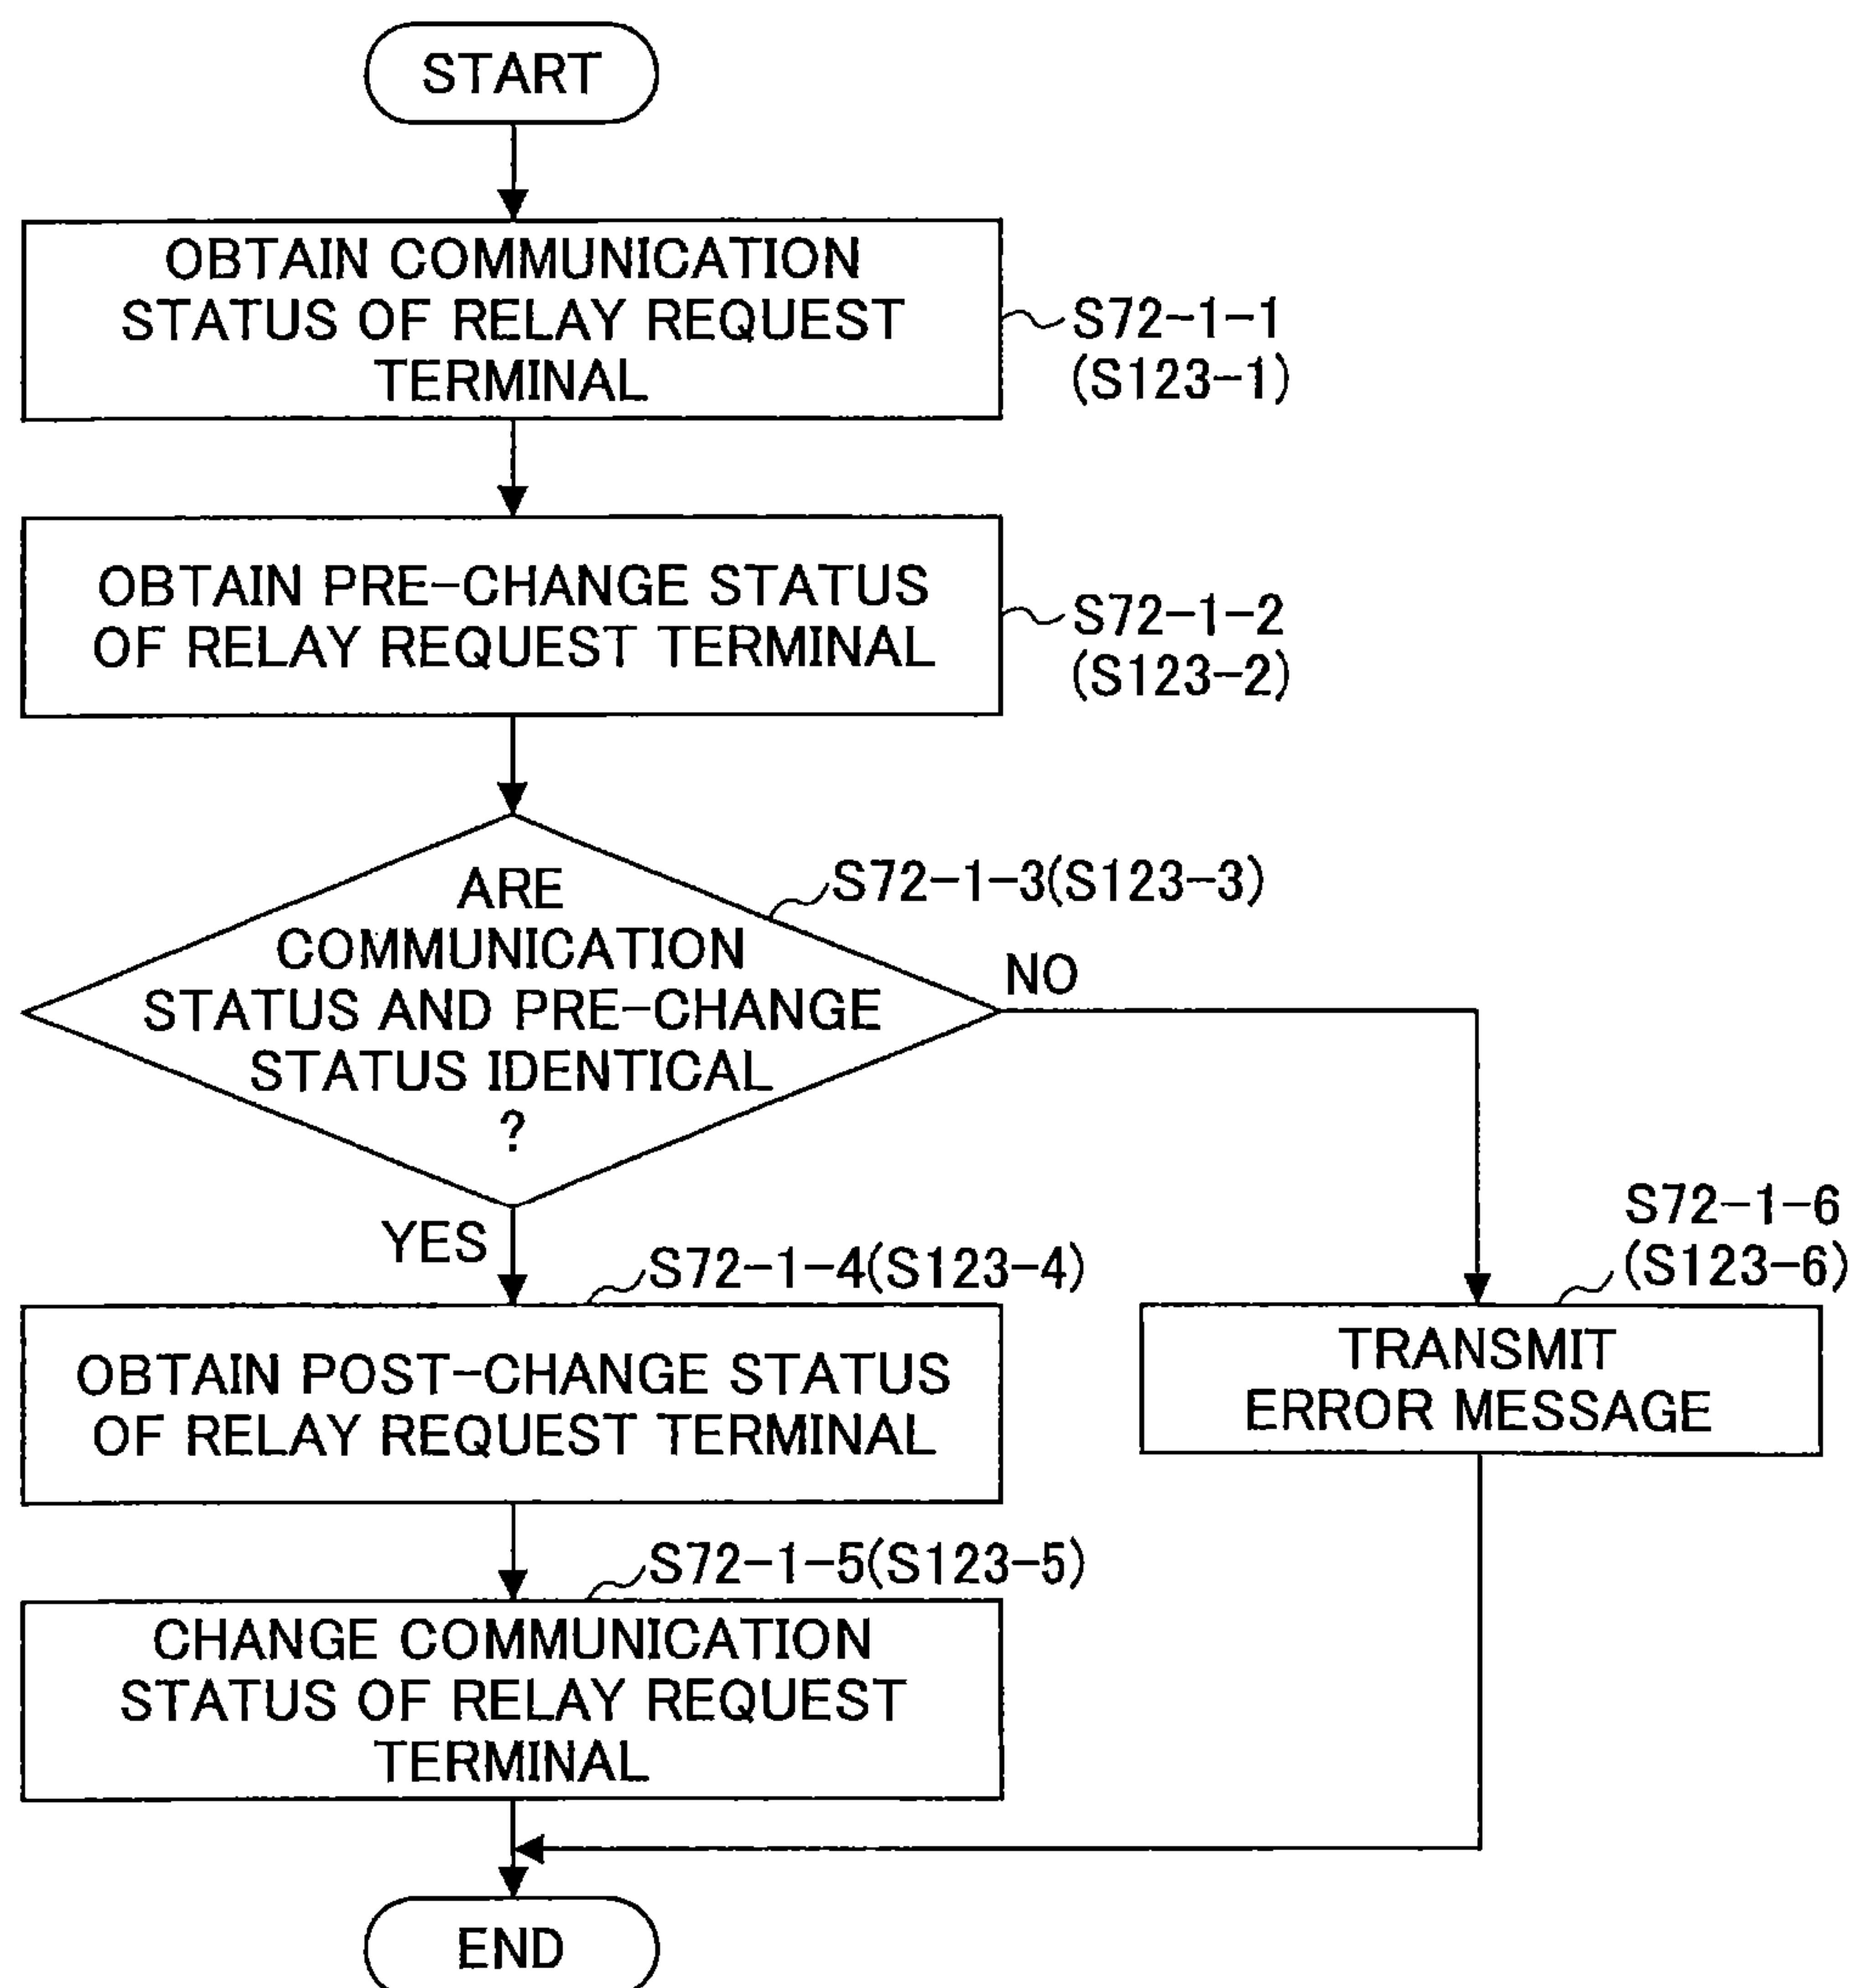 START
OBTAIN COMMUNICATION
STATUS OF RELAY REQUEST
TERMINAL
S72-1-1
(S123-1)
OBTAIN PRE-CHANGE STATUS
OF RELAY REQUEST TERMINAL
S72-1-2
(S123-2)
ARE
COMMUNICATION
STATUS AND PRE-CHANGE
STATUS IDENTICAL
?
S72-1-3(S123-3)
NO
YES
S72-1-4(S123-4)
OBTAIN POST-CHANGE STATUS
OF RELAY REQUEST TERMINAL
S72-1-6
(S123-6)
TRANSMIT
ERROR MESSAGE
S72-1-5(S123-5)
CHANGE COMMUNICATION
STATUS OF RELAY REQUEST
TERMINAL
END